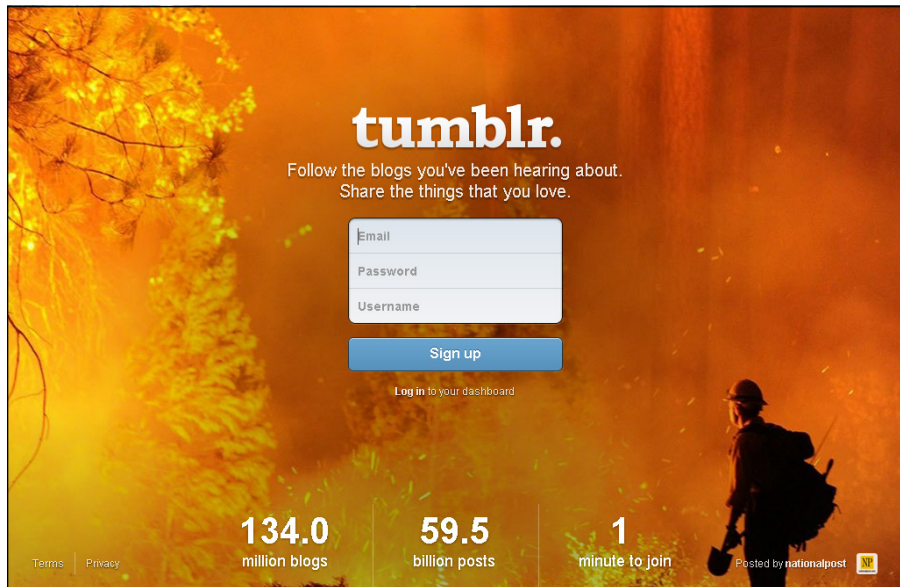 tumblr.
Follow the blogs you've been hearing about.
Share the things that you love.
Email
Password
Username
Sign up
Log in to your dashboard
134.0
million blogs
59.5
billion posts
1
minute to join
Terms
Privacy
Posted by nationalpost
NP